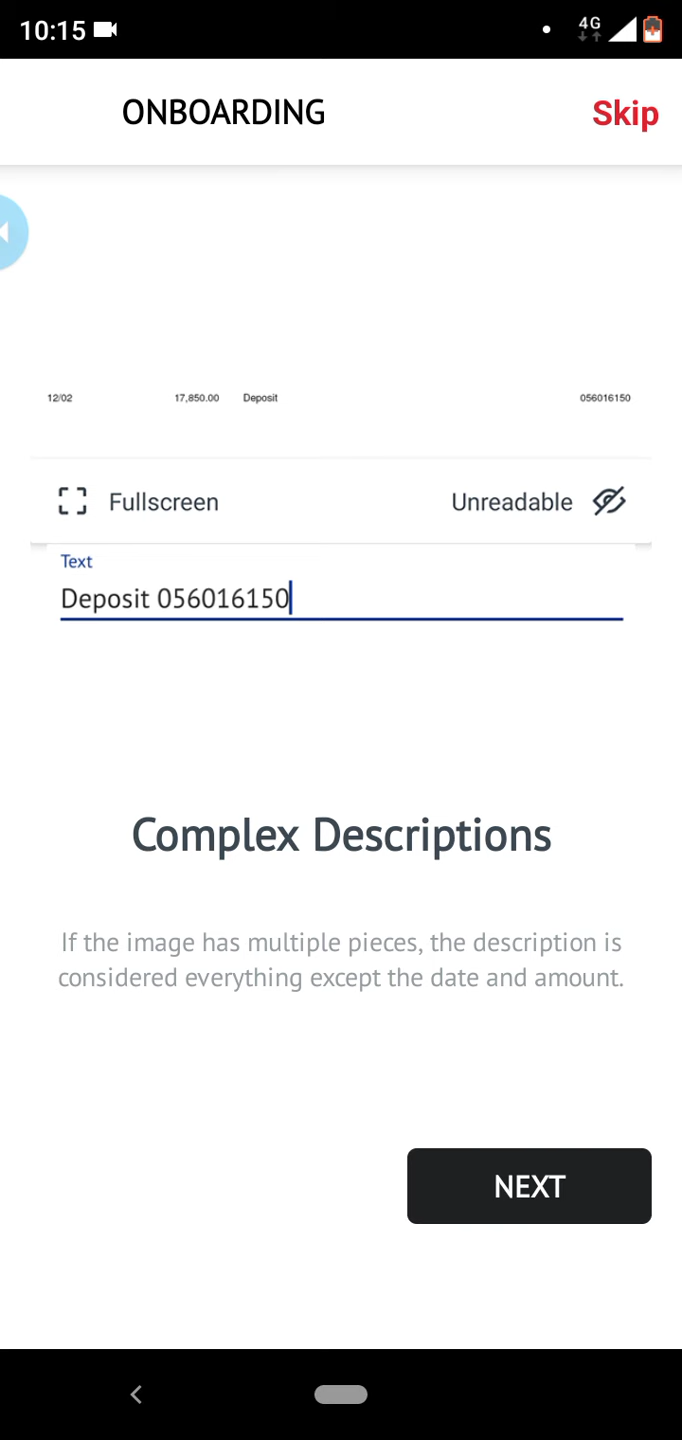 10:15 4G
ONBOARDING Skip
12/02 17,850.00 Deposit 056016150
Fullscreen Unreadable
Text
Deposit 056016150
Complex Descriptions
If the image has multiple pieces, the description is
considered everything except the date and amount.
NEXT